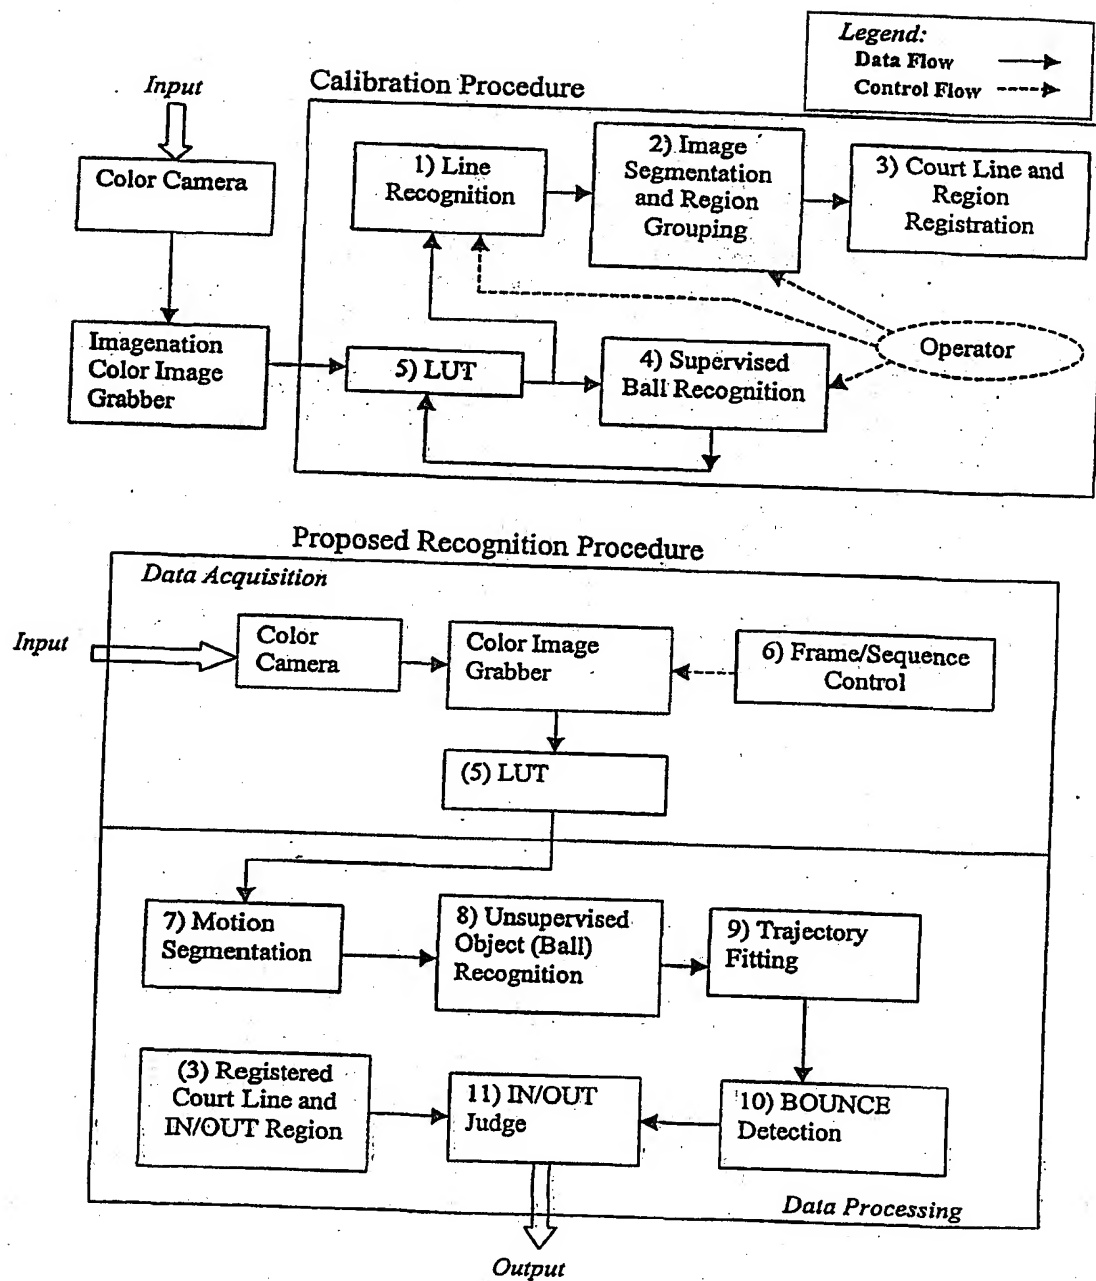 Legend:
Data Flow
Control Flow
Input
Calibration Procedure
Color Camera
1) Line
Recognition
2) Image
Segmentation
and Region
Grouping
3) Court Line and
Region
Registration
Imagenation
Color Image
Grabber
5) LUT
4) Supervised
Ball Recognition
Operator
Proposed Recognition Procedure
Data Acquisition
Input
Color
Camera
Color Image
Grabber
6) Frame/Sequence
Control
(5) LUT
7) Motion
Segmentation
8) Unsupervised
Object (Ball)
Recognition
9) Trajectory
Fitting
(3) Registered
Court Line and
IN/OUT Region
11) IN/OUT
Judge
10) BOUNCE
Detection
Data Processing
Output